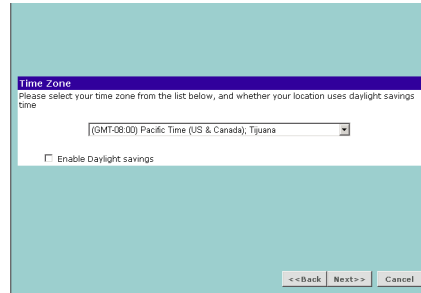 Time Zone
Please select your time zone from the list below, and whether your location uses daylight savings
time
(GMT-08:00) Pacific Time (US & Canada); Tijuana
Enable Daylight savings
<<Back Next>> Cancel